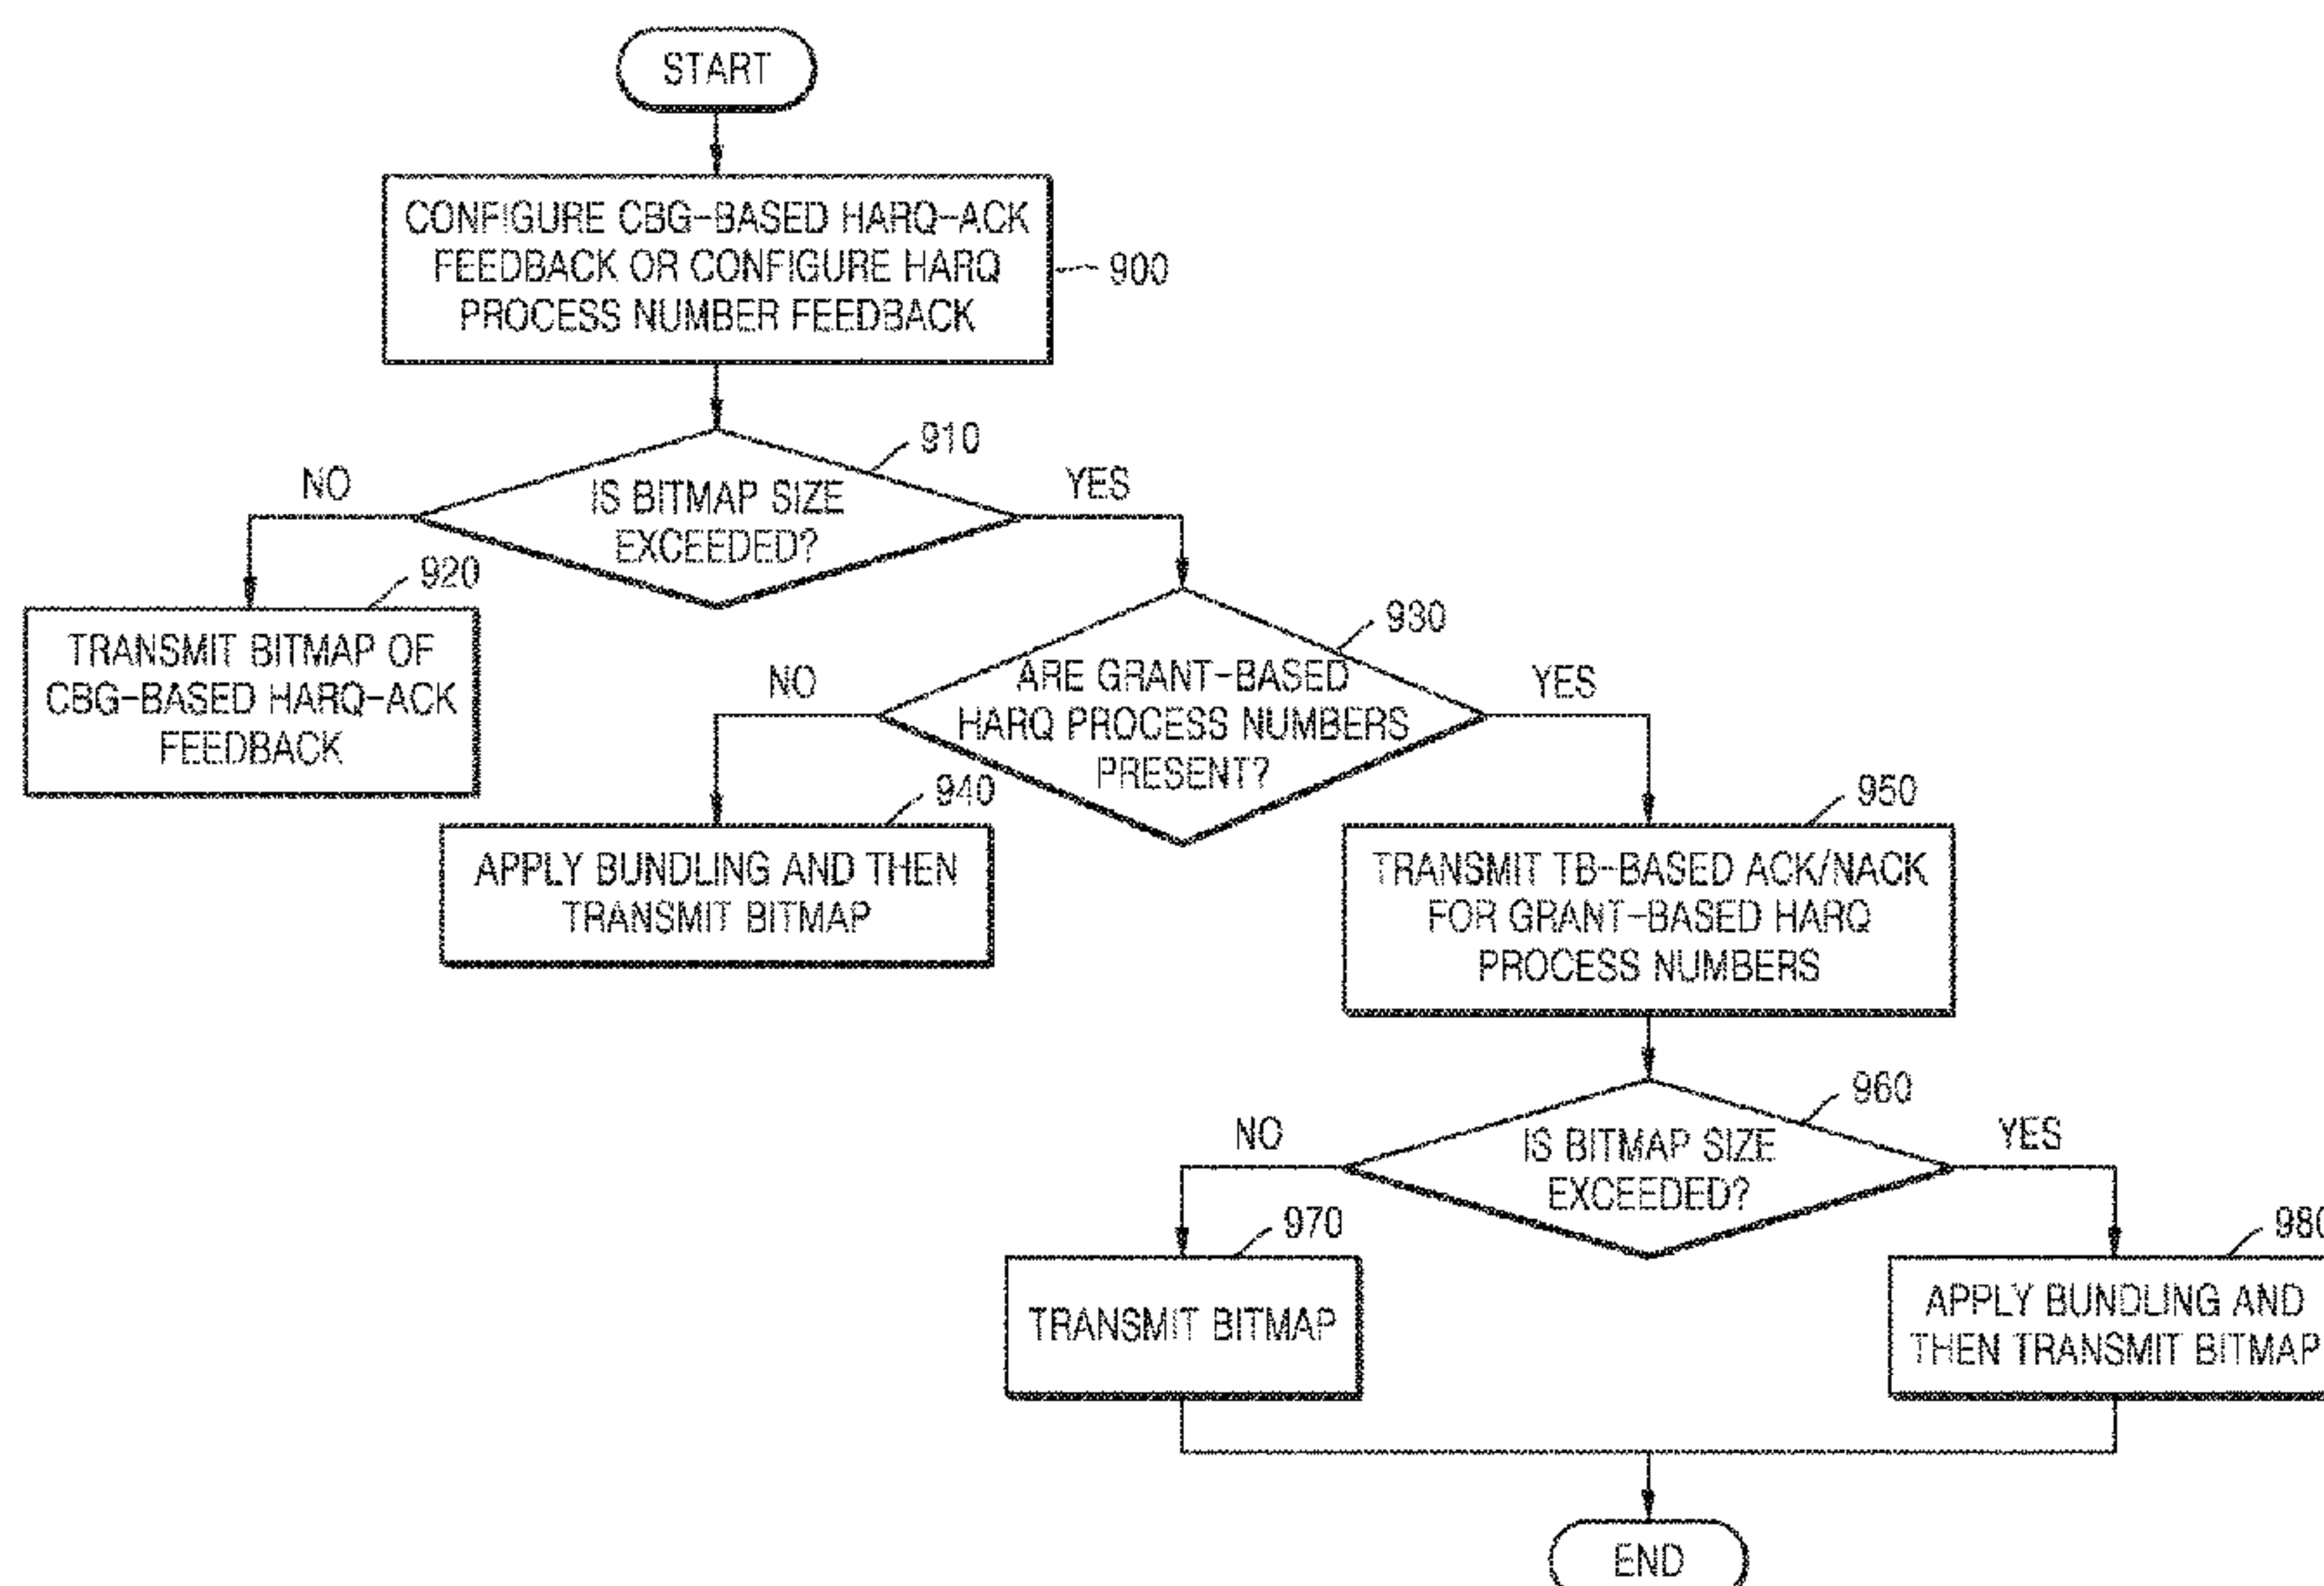 START
CONFIGURE CBG-BASED HARQ-ACK
FEEDBACK OR CONFIGURE HARQ
PROCESS NUMBER FEEDBACK
900
910
NO
YES
IS BITMAP SIZE
EXCEEDED?
920
TRANSMIT BITMAP OF
CBG-BASED HARQ-ACK
FEEDBACK
930
NO
YES
ARE GRANT-BASED
HARQ PROCESS NUMBERS
PRESENT?
940
APPLY BUNDLING AND THEN
TRANSMIT BITMAP
950
TRANSMIT TB-BASED ACK/NACK
FOR GRANT-BASED HARQ
PROCESS NUMBERS
960
NO
YES
IS BITMAP SIZE
EXCEEDED?
970
TRANSMIT BITMAP
980
APPLY BUNDLING AND
THEN TRANSMIT BITMAP
END